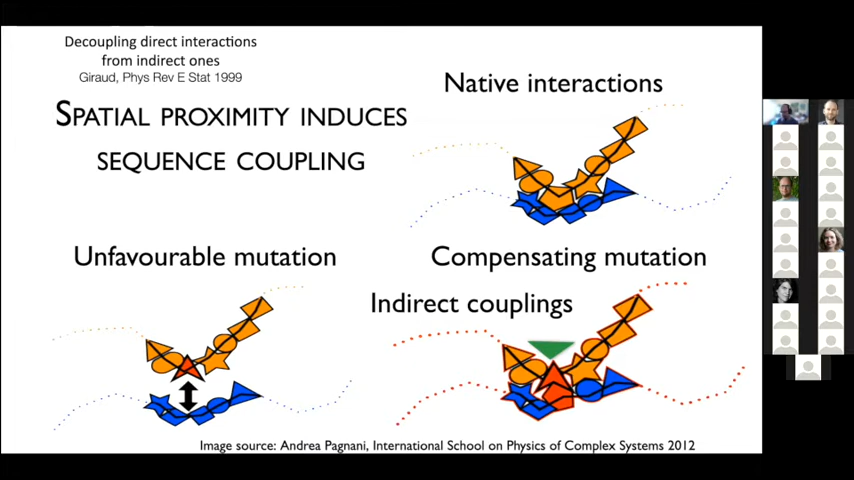 Decoupling direct interactions
from indirect ones
Giraud, Phys Rev E Stat 1999
SPATIAL PROXIMITY INDUCES
SEQUENCE COUPLING
Native interactions
Unfavourable mutation
Compensating mutation
Indirect couplings
Image source: Andrea Pagnani, International School on Physics of Complex Systems 2012